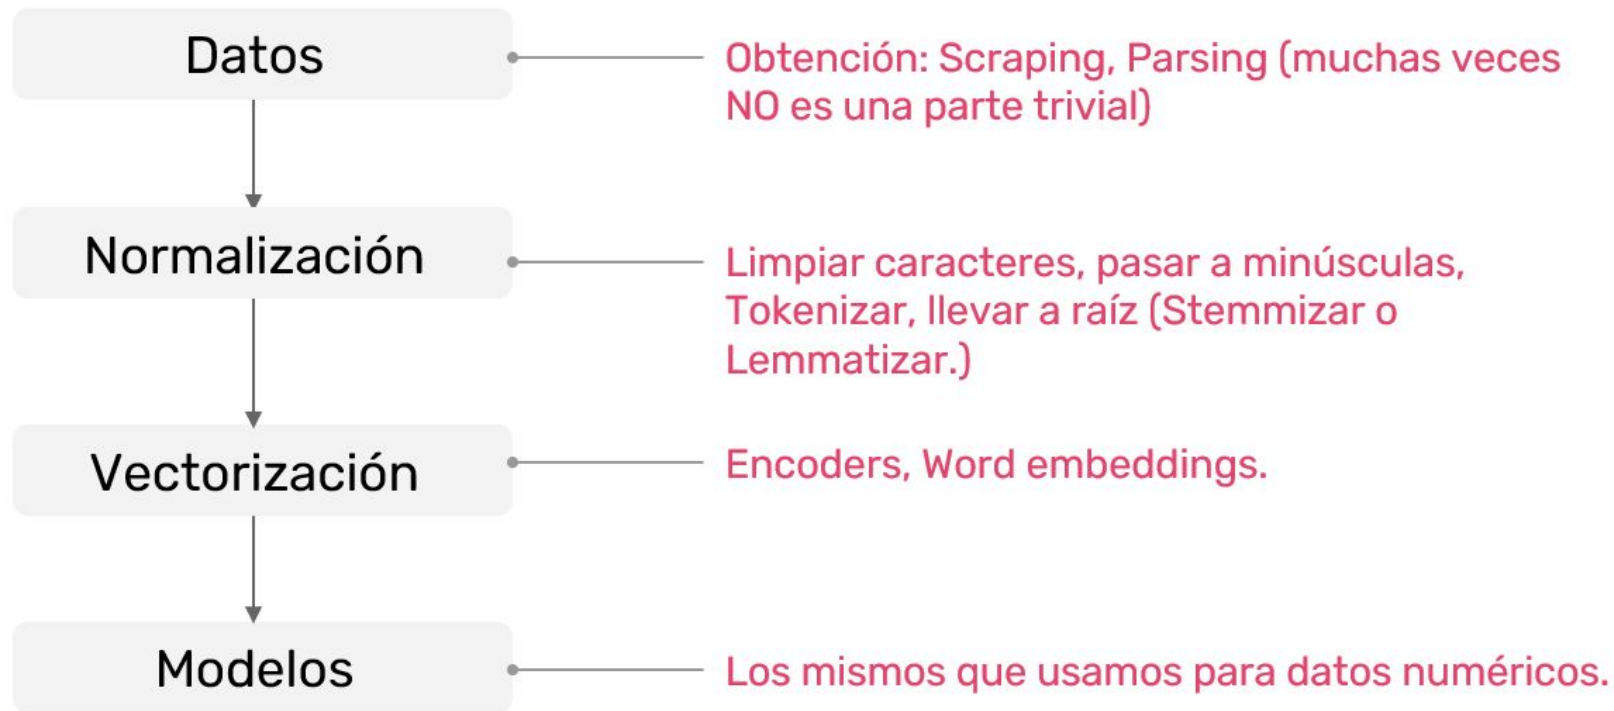 Datos
Obtención: Scraping, Parsing (muchas veces
NO es una parte trivial)
Normalización
Limpiar caracteres, pasar a minúsculas,
Tokenizar, llevar a raíz (Stemmizar o
Lemmatizar.)
Vectorización
Encoders, Word embeddings.
Modelos
Los mismos que usamos para datos numéricos.